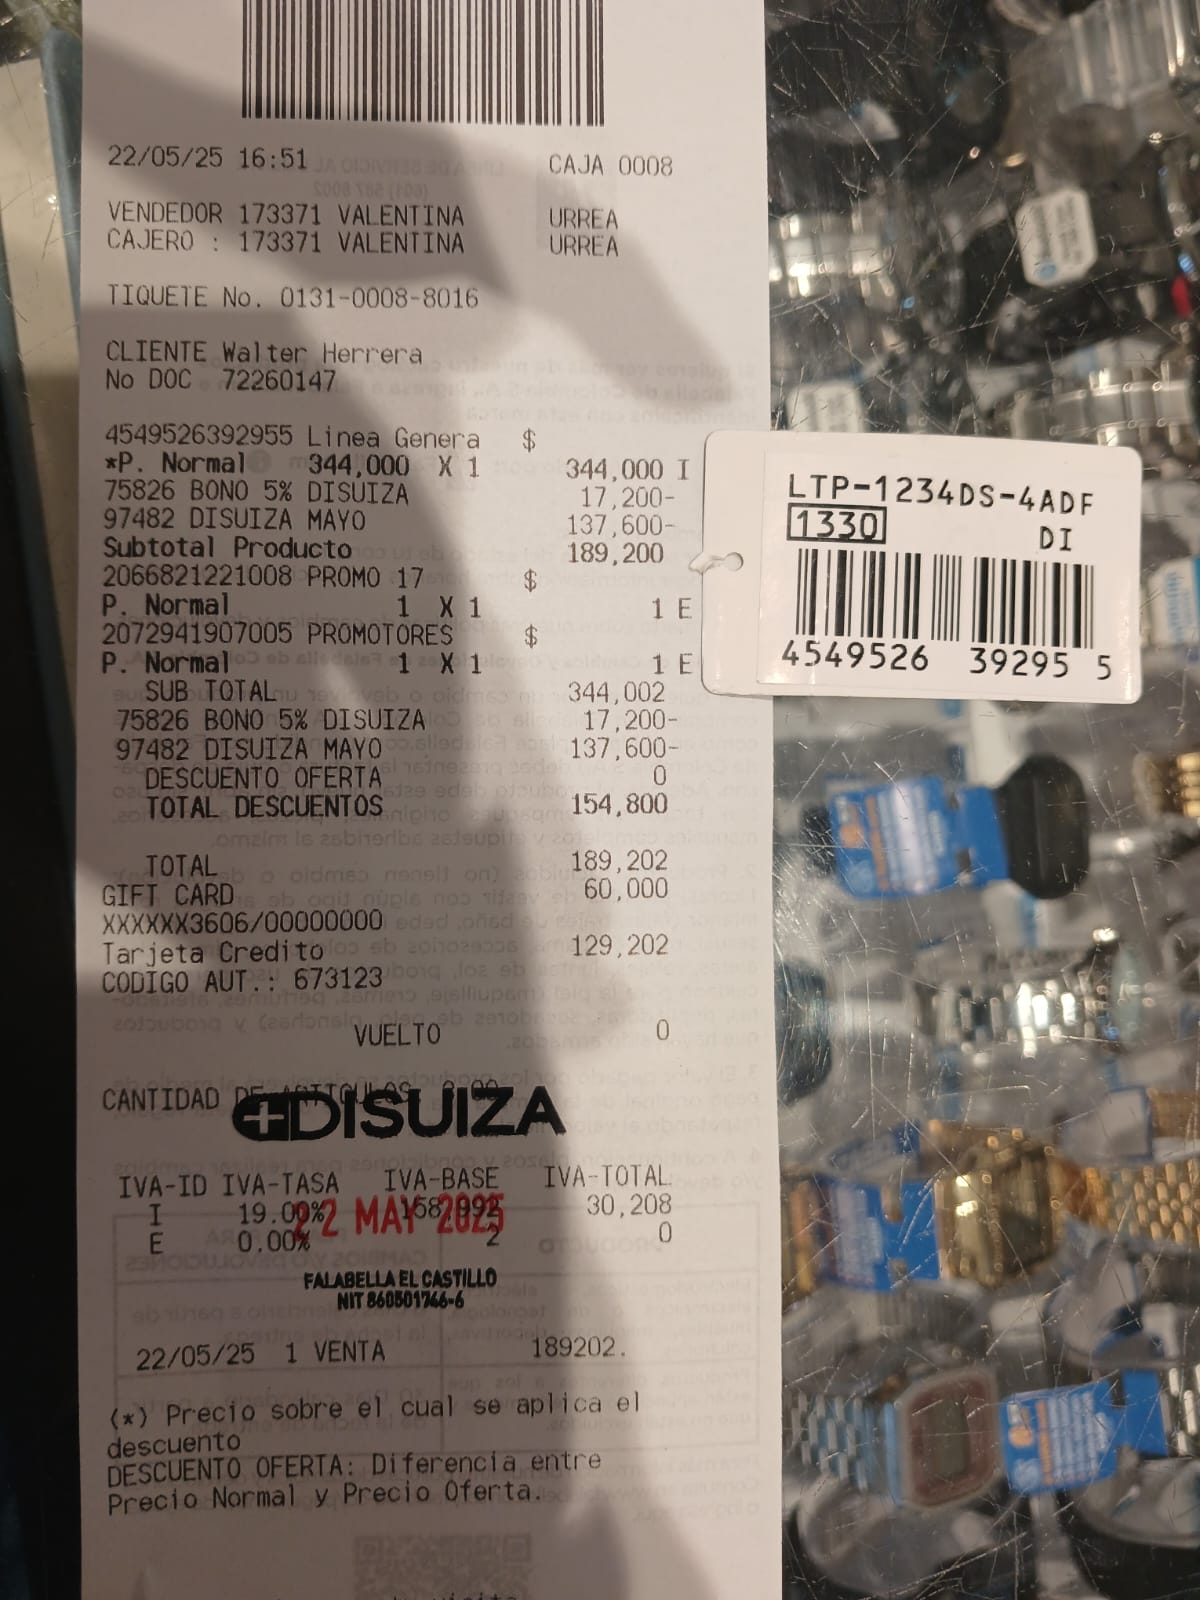 22/05/25 16:51 CAJA 0008
VENDEDOR 173371 VALENTINA URREA
CAJERO : 173371 VALENTINA URREA
TIQUETE No. 0131-0008-8016
CLIENTE Walter Herrera
No DOC 72260147
4549526392955 Linea Genera $
*P. Normal 344,000 X 1 344,000 I
75826 BONO 5% DISUIZA 17,200-
97482 DISUIZA MAYO 137,600-
Subtotal Producto 189,200
2066821221008 PROMO 17 $
P. Normal 1 X 1 1 E
2072941907005 PROMOTORES $
P. Normal 1 X 1 1 E
SUB TOTAL 344,002
75826 BONO 5% DISUIZA 17,200-
97482 DISUIZA MAYO 137,600-
DESCUENTO OFERTA 0
TOTAL DESCUENTOS 154,800
TOTAL 189,202
GIFT CARD 60,000
XXXXXX3606/00000000
Tarjeta Credito 129,202
CODIGO AUT.: 673123
VUELTO 0
CANTIDAD DE ARTICULOS
DISUIZA
IVA-ID IVA-TASA IVA-BASE IVA-TOTAL
I 19.00% 158,992 30,208
E 0.00% 2 0
22 MAY 2025
FALABELLA EL CASTILLO
NIT 860501746-6
22/05/25 1 VENTA 189202.
(*) Precio sobre el cual se aplica el
descuento
DESCUENTO OFERTA: Diferencia entre
Precio Normal y Precio Oferta.
LTP-1234DS-4ADF
1330 DI
4549526 39295 5